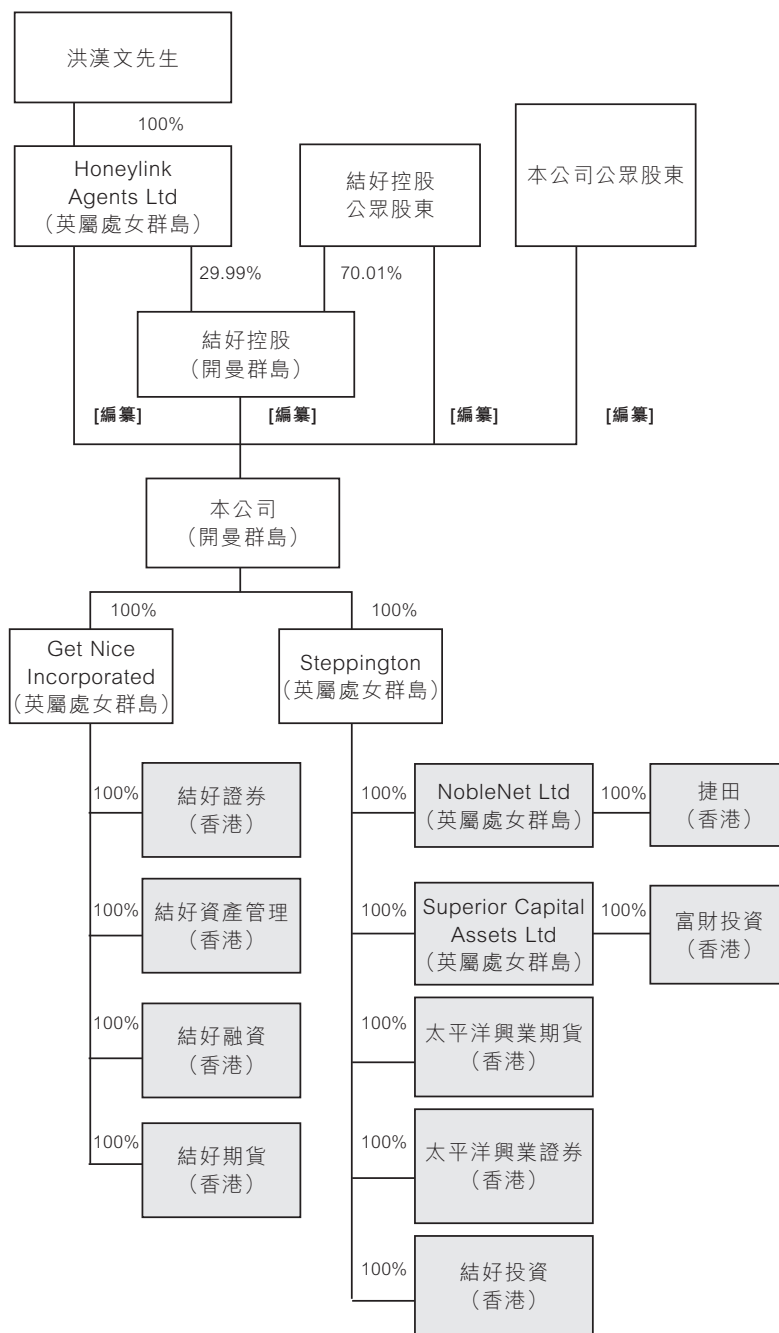 洪漢文先生
100%
Honeylink
Agents Ltd
(英屬處女群島)
結好控股
公眾股東
本公司公眾股東
29.99%
70.01%
結好控股
(開曼群島)
[編纂]
[編纂]
[編纂]
[編纂]
本公司
(開曼群島)
100%
100%
Get Nice
Incorporated
(英屬處女群島)
Steppington
(英屬處女群島)
100%
結好證券
(香港)
100%
NobleNet Ltd
(英屬處女群島)
100%
捷田
(香港)
100%
結好資產管理
(香港)
100%
Superior Capital
Assets Ltd
(英屬處女群島)
100%
富財投資
(香港)
100%
結好融資
(香港)
100%
太平洋興業期貨
(香港)
100%
結好期貨
(香港)
100%
太平洋興業證券
(香港)
100%
結好投資
(香港)